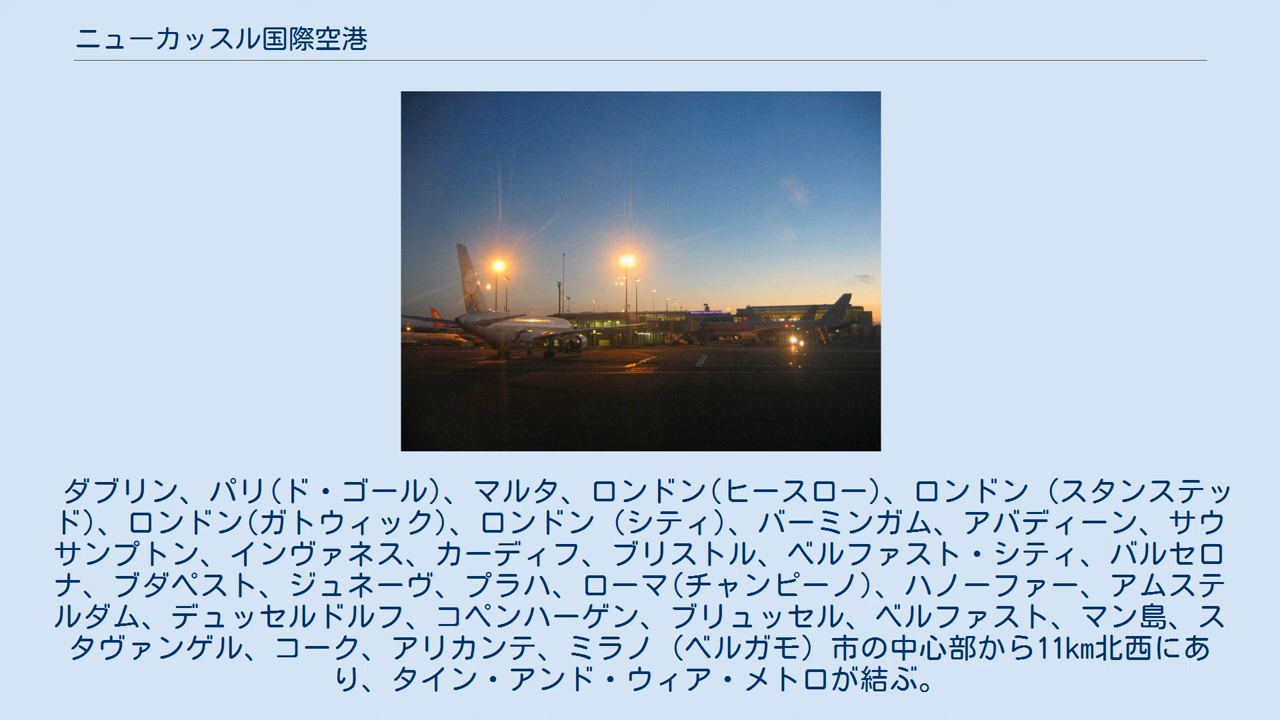 ニューカッスル国際空港
ダブリン、パリ(ド・ゴール)、マルタ、ロンドン(ヒースロー)、ロンドン（スタンステッ
ド)、ロンドン(ガトウィック)、ロンドン（シティ)、バーミンガム、アバディーン、サウ
サンプトン、インヴァネス、カーディフ、ブリストル、ベルファスト・シティ、バルセロ
ナ、ブダペスト、ジュネーヴ、プラハ、ローマ(チャンピーノ)、ハノーファー、アムステ
ルダム、デュッセルドルフ、コペンハーゲン、ブリュッセル、ベルファスト、マン島、ス
タヴァンゲル、コーク、アリカンテ、ミラノ（ベルガモ）市の中心部から11km北西にあ
り、タイン・アンド・ウィア・メトロが結ぶ。